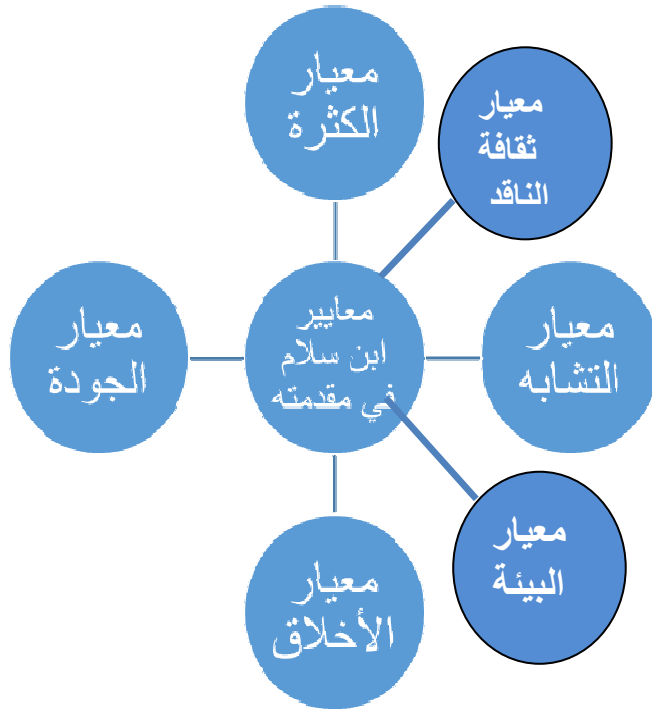 معيار
الكثرة
معيار
ثقافة
الناقد
معايير
ابن سلام
في مقدمته
معيار
التشابه
معيار
الجودة
معيار
البيئة
معيار
الأخلاق